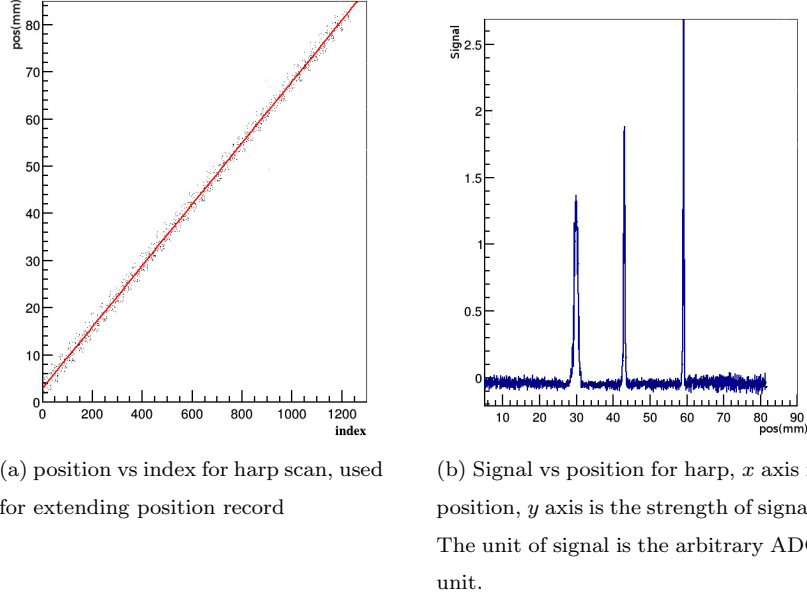 pos(mm)
80
70
60
50
40
30
20
10
0
0 200 400 600 800 1000 1200
index
Signal
2.5
2
1.5
1
0.5
0
10 20 30 40 50 60 70 80 90
pos(mm)
(a) position vs index for harp scan, used
for extending position record
(b) Signal vs position for harp, x axis
position, y axis is the strength of
The unit of signal is the arbitrary
unit.